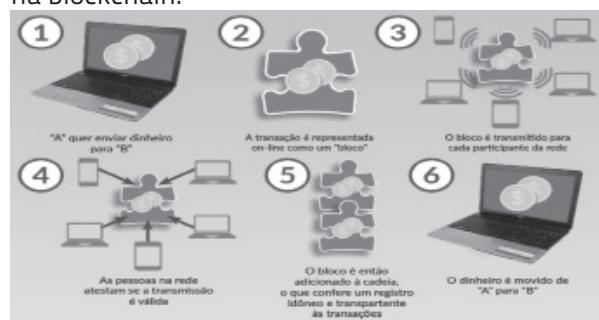 na Blockchain.
1
2
3
"A" quer enviar dinheiro
para "B"
A transação é representada
on-line como um "bloco"
O bloco é transmitido para
cada participante da rede
4
5
6
As pessoas na rede
atestam se a transmissão
é válida
O bloco é então
adicionado à cadeia,
o que confere um registro
idôneo e transpartente
às transações
O dinheiro é movido de
"A" para "B"